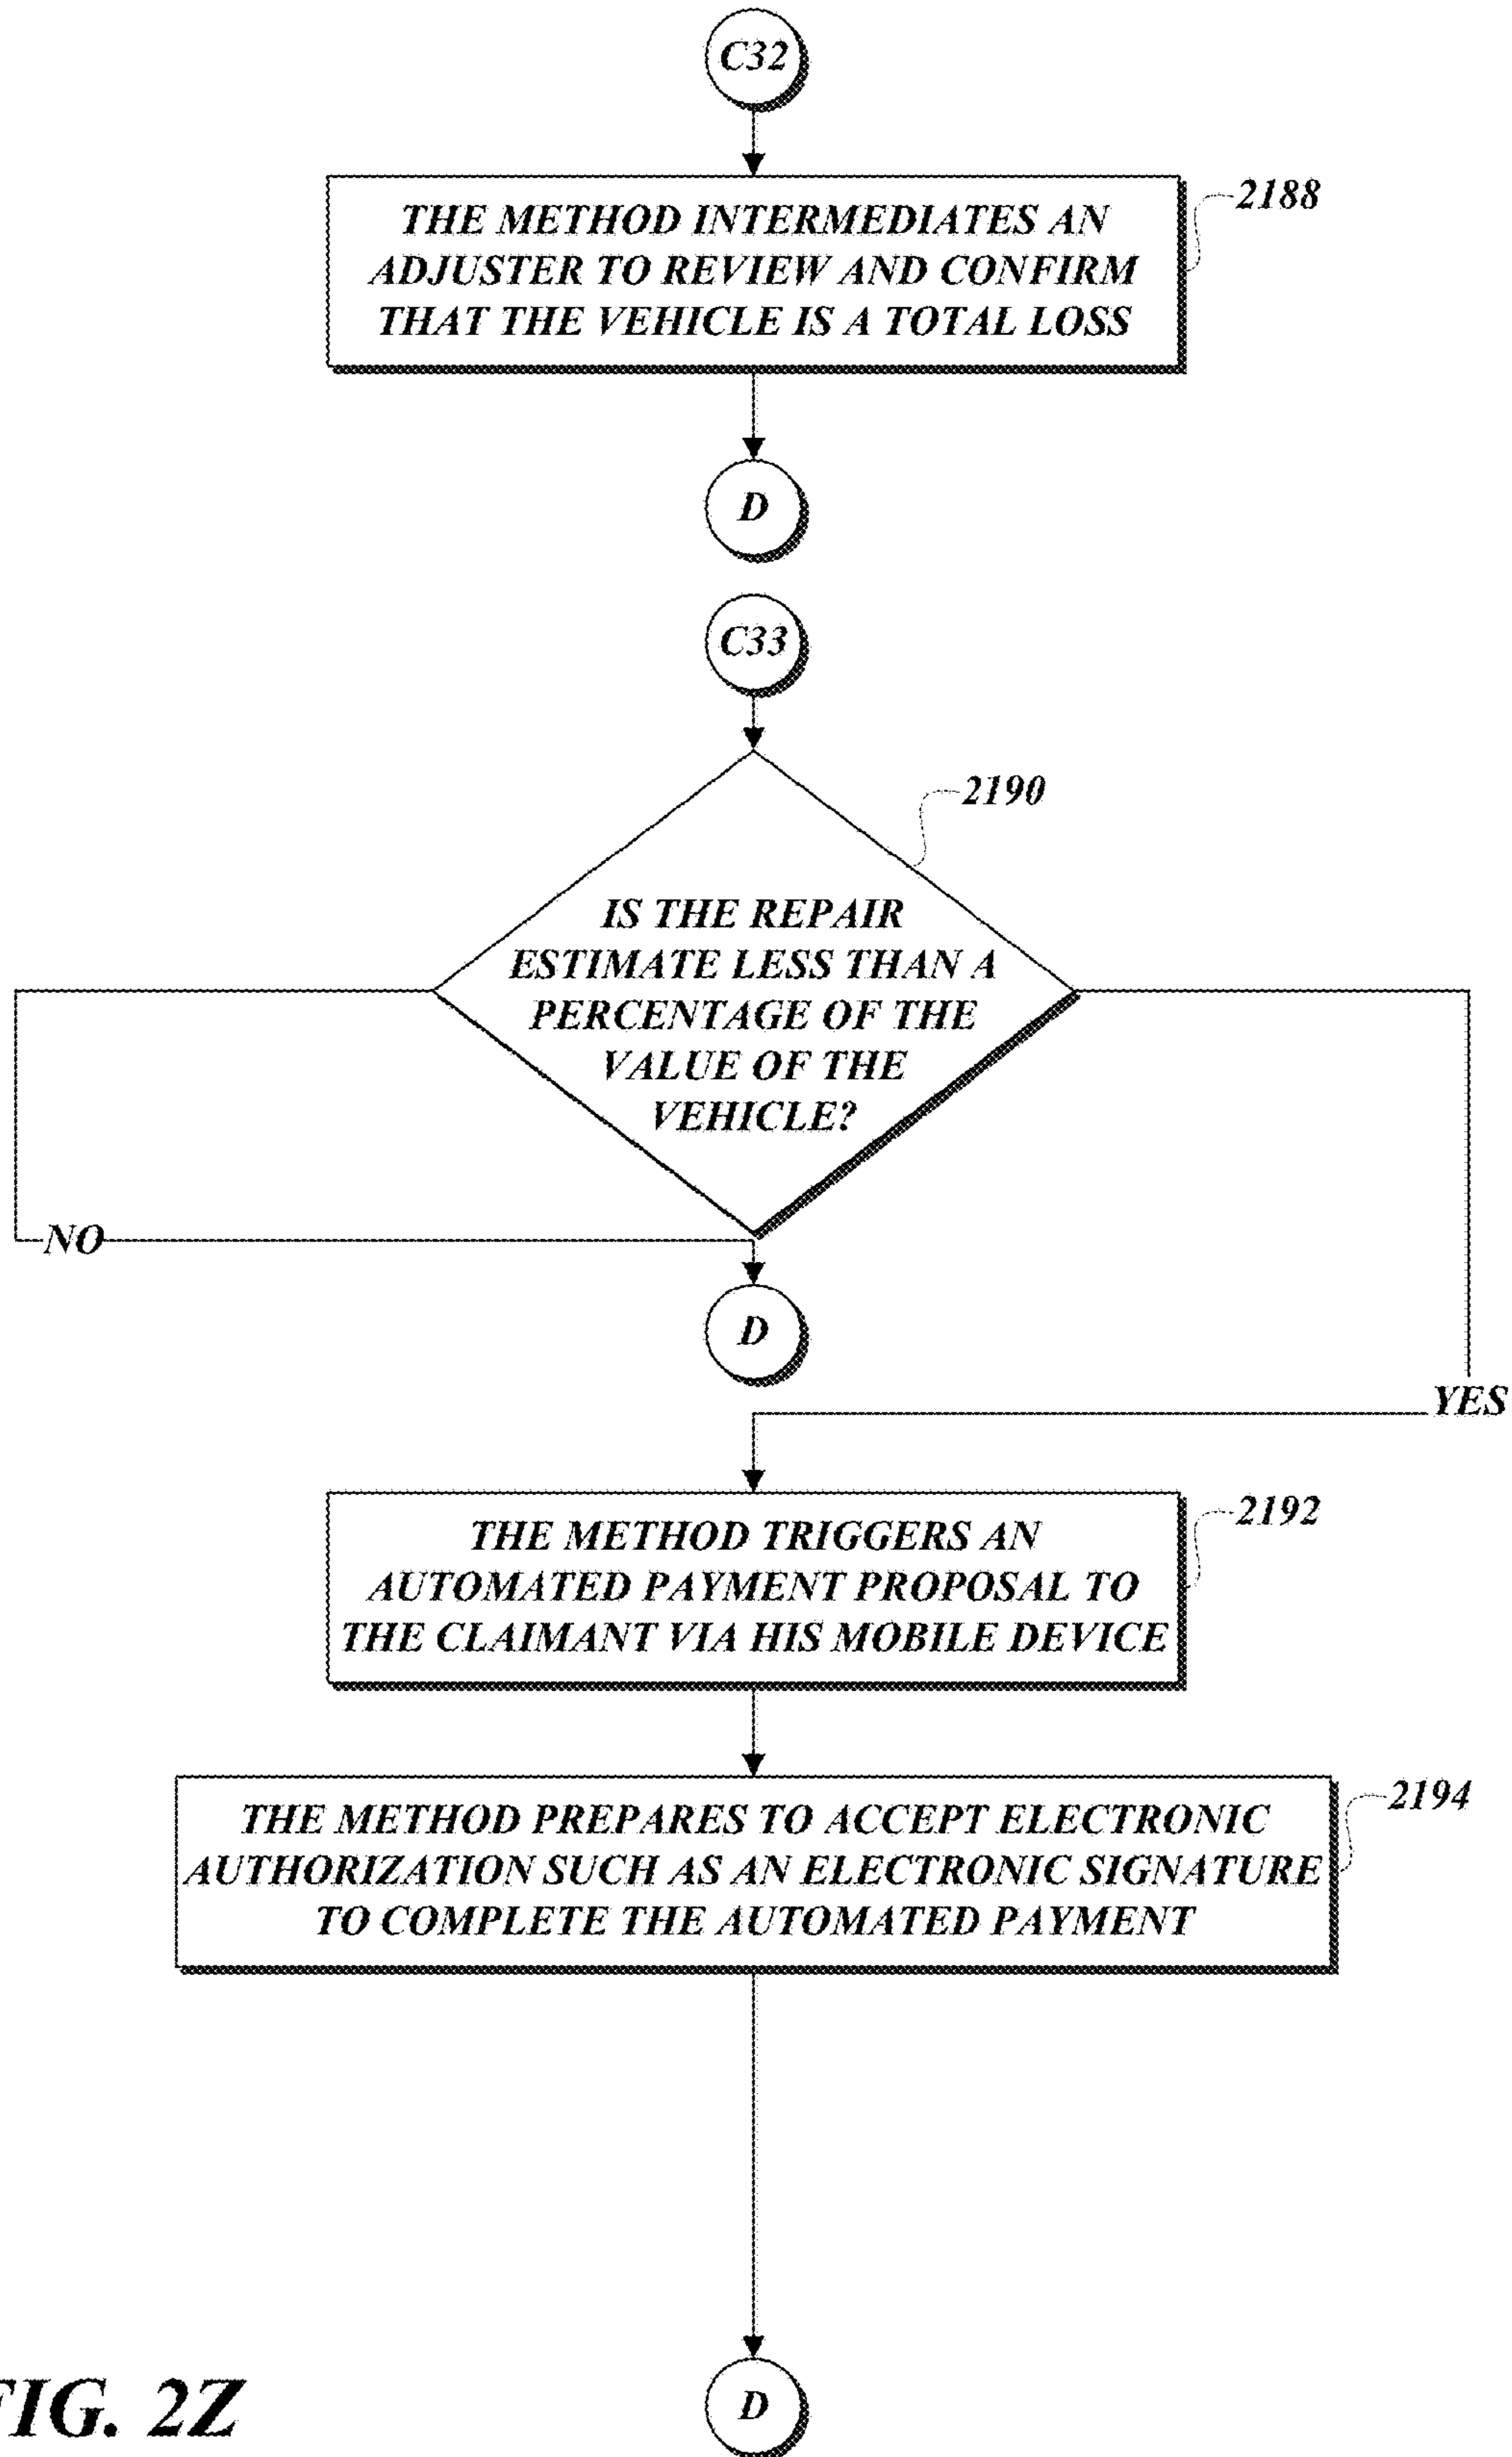 C32
2188
THE METHOD INTERMEDIATES AN
ADJUSTER TO REVIEW AND CONFIRM
THAT THE VEHICLE IS A TOTAL LOSS
D
C33
2190
IS THE REPAIR
ESTIMATE LESS THAN A
PERCENTAGE OF THE
VALUE OF THE
VEHICLE?
NO
D
YES
2192
THE METHOD TRIGGERS AN
AUTOMATED PAYMENT PROPOSAL TO
THE CLAIMANT VIA HIS MOBILE DEVICE
2194
THE METHOD PREPARES TO ACCEPT ELECTRONIC
AUTHORIZATION SUCH AS AN ELECTRONIC SIGNATURE
TO COMPLETE THE AUTOMATED PAYMENT
D
FIG. 2Z